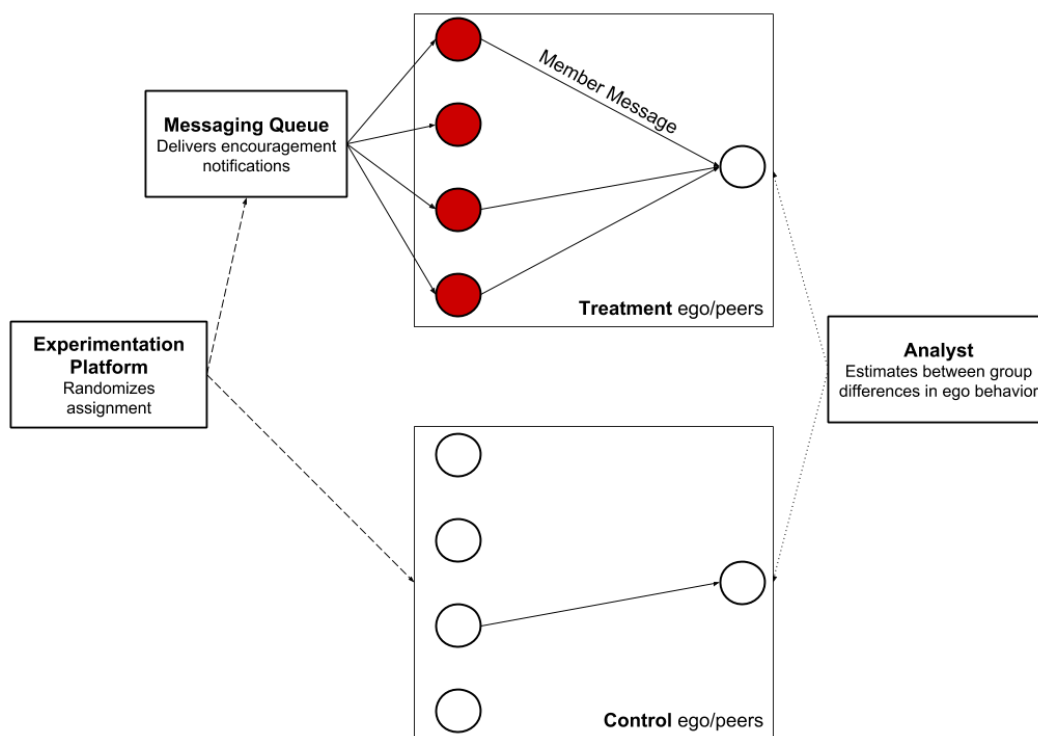 Messaging Queue
Delivers encouragement
notifications
Member Message
Treatment ego/peers
Experimentation
Platform
Randomizes
assignment
Analyst
Estimates between group
differences in ego behavior
Control ego/peers